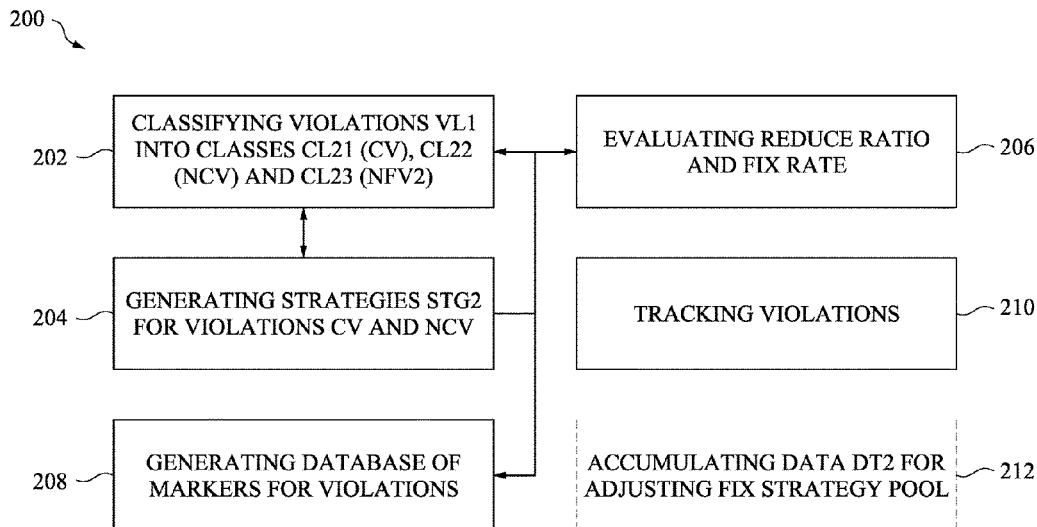 200
202
CLASSIFYING VIOLATIONS VL1
INTO CLASSES CL21 (CV), CL22
(NCV) AND CL23 (NFV2)
EVALUATING REDUCE RATIO
AND FIX RATE
206
204
GENERATING STRATEGIES STG2
FOR VIOLATIONS CV AND NCV
TRACKING VIOLATIONS
210
208
GENERATING DATABASE OF
MARKERS FOR VIOLATIONS
ACCUMULATING DATA DT2 FOR
ADJUSTING FIX STRATEGY POOL
212